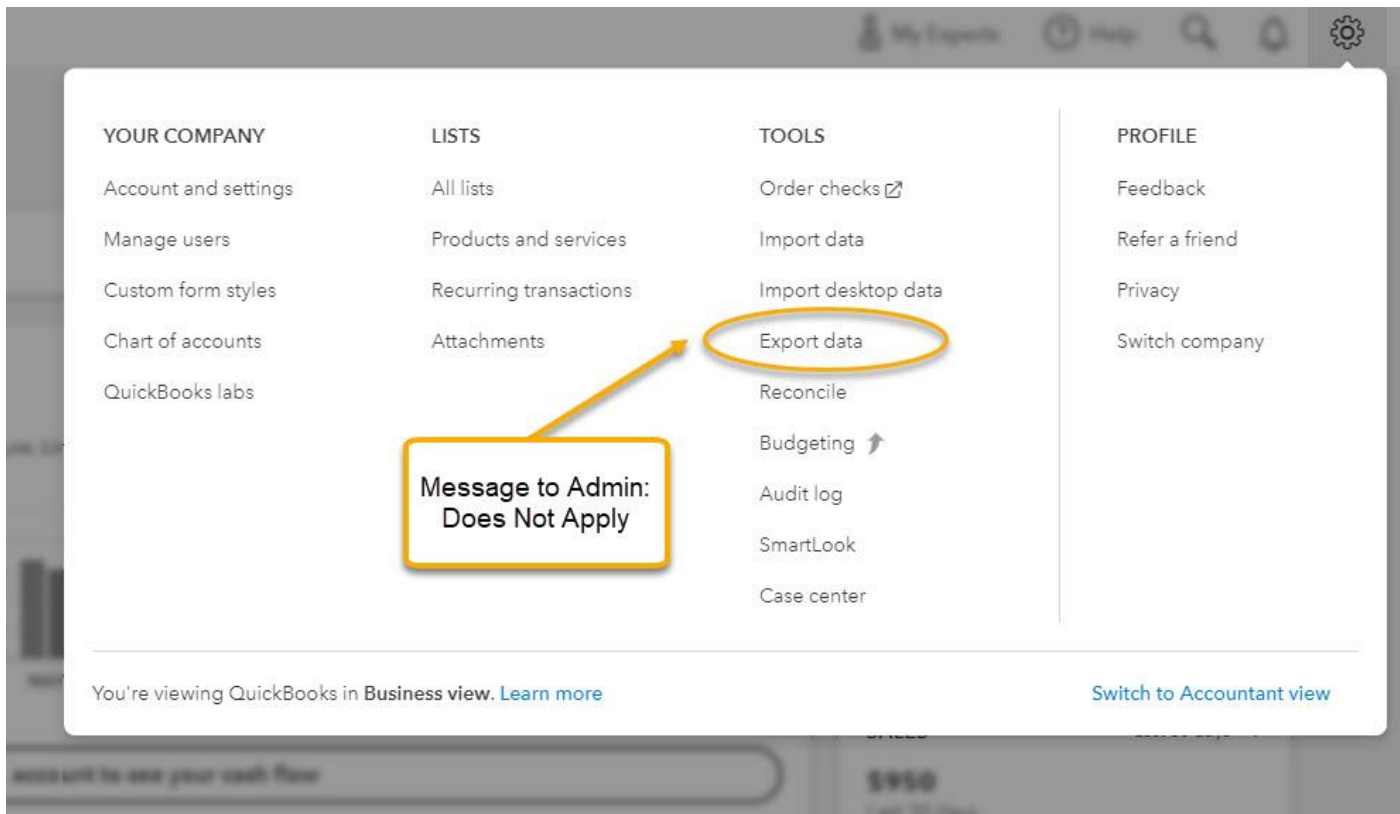 My Experts
Help
YOUR COMPANY
Account and settings
Manage users
Custom form styles
Chart of accounts
QuickBooks labs
LISTS
All lists
Products and services
Recurring transactions
Attachments
TOOLS
Order checks
Import data
Import desktop data
Export data
Reconcile
Budgeting
Audit log
SmartLook
Case center
PROFILE
Feedback
Refer a friend
Privacy
Switch company
Message to Admin:
Does Not Apply
You're viewing QuickBooks in Business view. Learn more
Switch to Accountant view
account to see your cash flow
$950